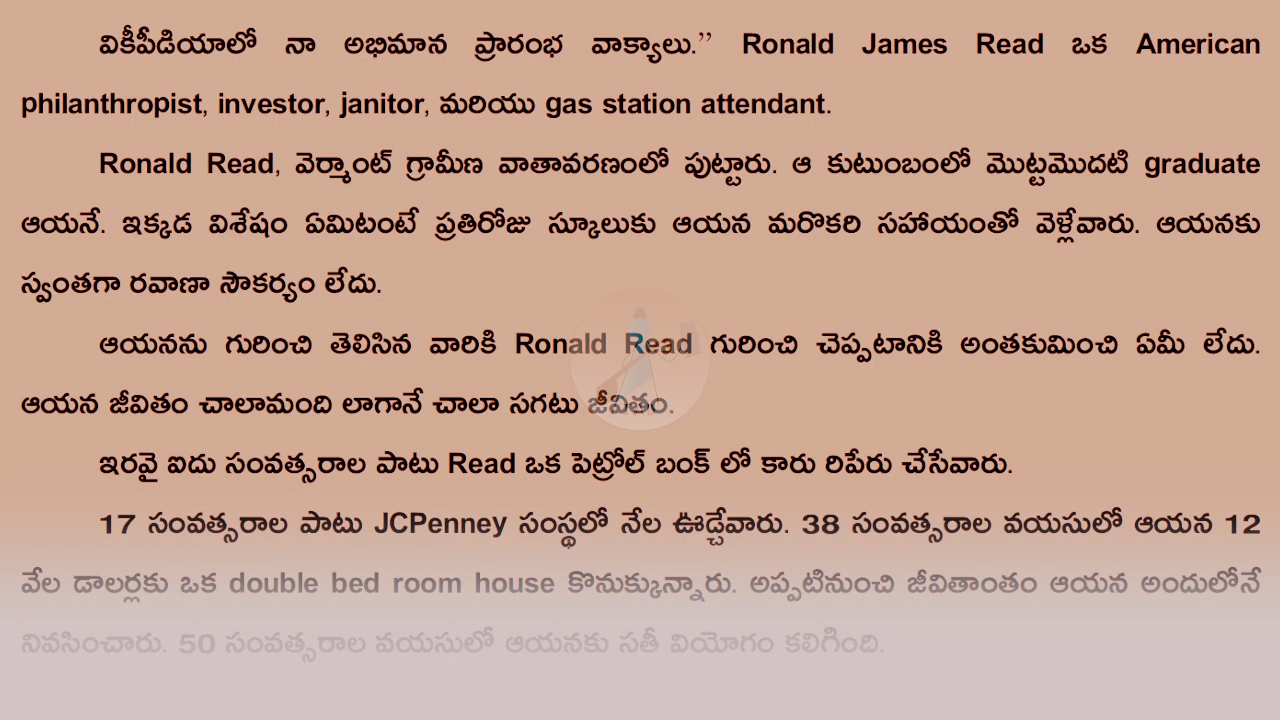 వికీపీడియాలో నా అభిమాన ప్రారంభ వాక్యాలు.’’ Ronald James Read ఒక American
philanthropist, investor, janitor, మరియు gas station attendant.
Ronald Read, వెర్మాంట్ గ్రామీణ వాతావరణంలో పుట్టారు. ఆ కుటుంబంలో మొట్టమొదటి graduate
ఆయనే. ఇక్కడ విశేషం ఏమిటంటే ప్రతిరోజు స్కూలుకు ఆయన మరొకరి సహాయంతో వెళ్లేవారు. ఆయనకు
స్వంతగా రవాణా సౌకర్యం లేదు.
ఆయనను గురించి తెలిసిన వారికి Ronald Read గురించి చెప్పటానికి అంతకుమించి ఏమీ లేదు.
ఆయన జీవితం చాలామంది లాగానే చాలా సగటు జీవితం.
ఇరవై ఐదు సంవత్సరాల పాటు Read ఒక పెట్రోల్ బంక్ లో కారు రిపేరు చేసేవారు.
17 సంవత్సరాల పాటు JCPenney సంస్థలో నేల ఊడ్చేవారు. 38 సంవత్సరాల వయసులో ఆయన 12
వేల డాలర్లకు ఒక double bed room house కొనుక్కున్నారు. అప్పటినుంచి జీవితాంతం ఆయన అందులోనే
నివసించారు. 50 సంవత్సరాల వయసులో ఆయనకు సతీ వియోగం కలిగింది.